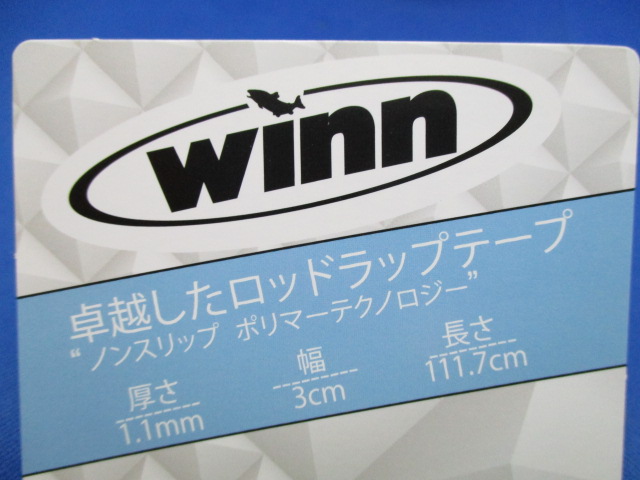 winn
卓越したロッドラップテープ
“ノンスリップ ポリマーテクノロジー”
厚さ 幅 長さ
1.1mm 3cm 111.7cm